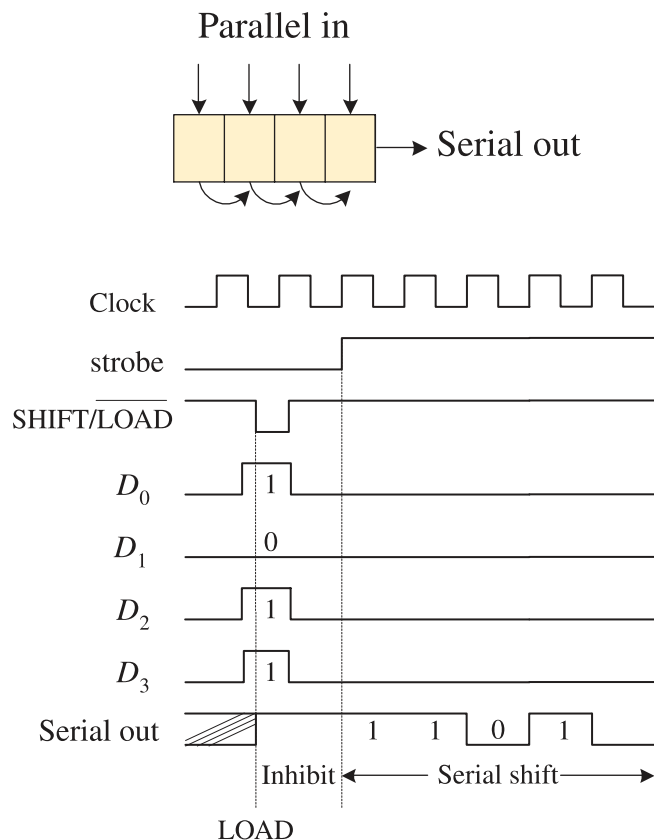 Parallel in
Serial out
Clock
strobe
SHIFT/LOAD
D0 1
D1 0
D2 1
D3 1
Serial out 1 1 0 1
Inhibit Serial shift
LOAD